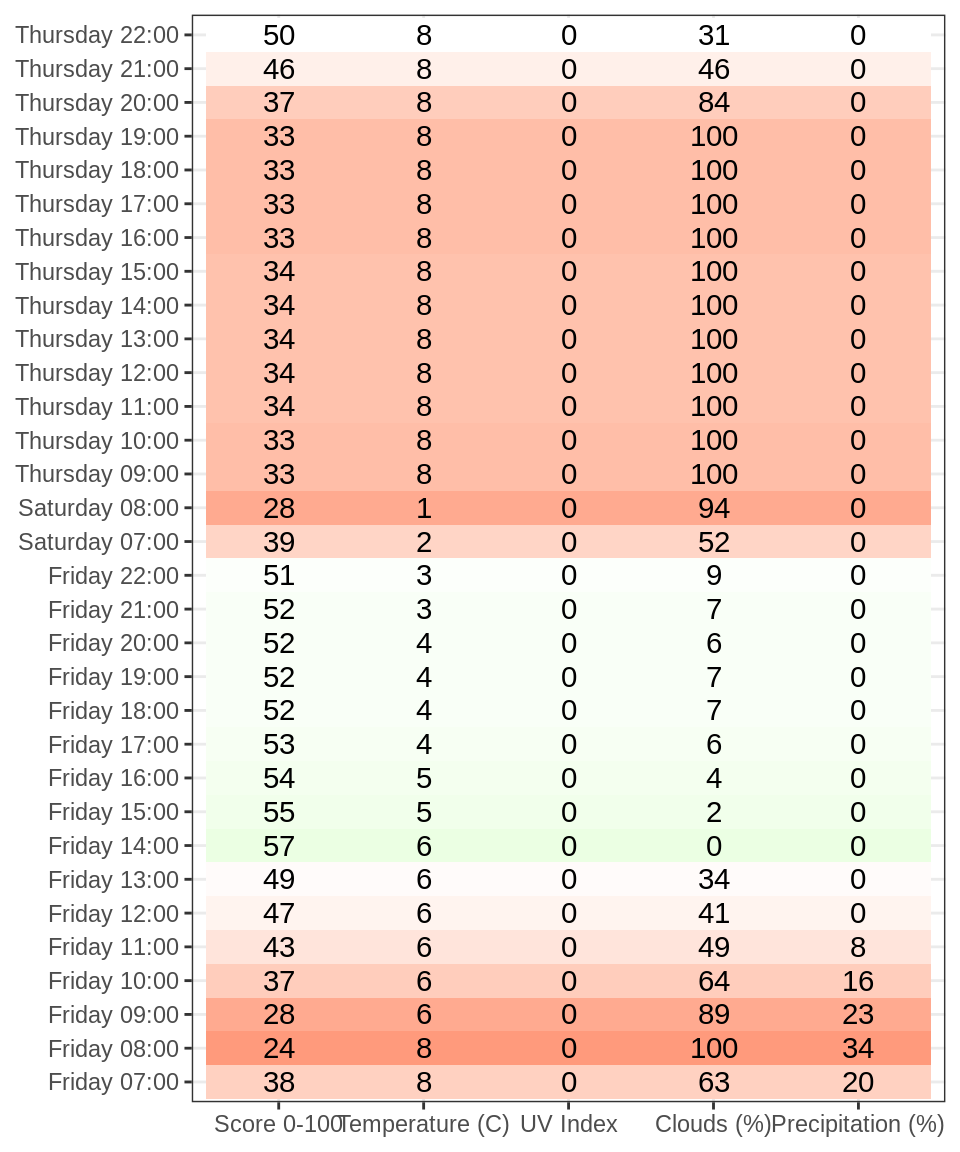 Thursday 22:00 50 8 0 31 0
Thursday 21:00 46 8 0 46 0
Thursday 20:00 37 8 0 84 0
Thursday 19:00 33 8 0 100 0
Thursday 18:00 33 8 0 100 0
Thursday 17:00 33 8 0 100 0
Thursday 16:00 33 8 0 100 0
Thursday 15:00 34 8 0 100 0
Thursday 14:00 34 8 0 100 0
Thursday 13:00 34 8 0 100 0
Thursday 12:00 34 8 0 100 0
Thursday 11:00 34 8 0 100 0
Thursday 10:00 33 8 0 100 0
Thursday 09:00 33 8 0 100 0
Saturday 08:00 28 1 0 94 0
Saturday 07:00 39 2 0 52 0
Friday 22:00 51 3 0 9 0
Friday 21:00 52 3 0 7 0
Friday 20:00 52 4 0 6 0
Friday 19:00 52 4 0 7 0
Friday 18:00 52 4 0 7 0
Friday 17:00 53 4 0 6 0
Friday 16:00 54 5 0 4 0
Friday 15:00 55 5 0 2 0
Friday 14:00 57 6 0 0 0
Friday 13:00 49 6 0 34 0
Friday 12:00 47 6 0 41 0
Friday 11:00 43 6 0 49 8
Friday 10:00 37 6 0 64 16
Friday 09:00 28 6 0 89 23
Friday 08:00 24 8 0 100 34
Friday 07:00 38 8 0 63 20
Score 0-100 Temperature (C) UV Index Clouds (%) Precipitation (%)